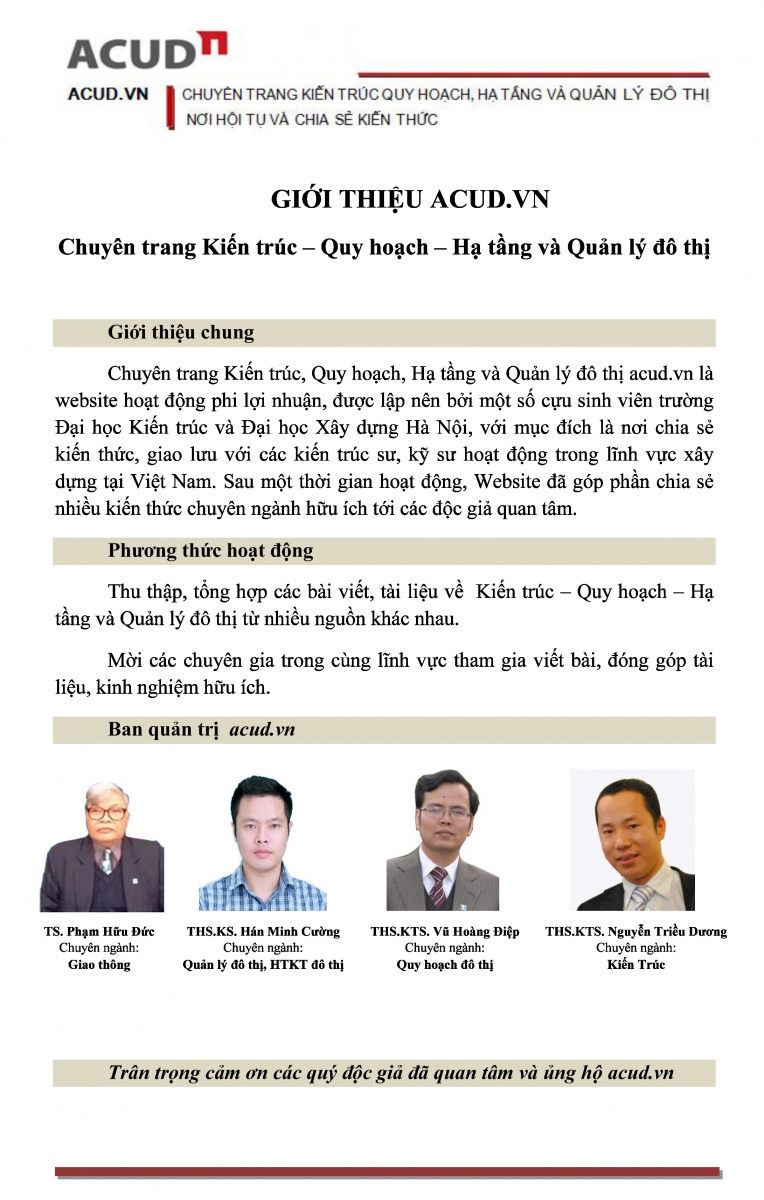 ACUD
ACUD.VN
CHUYÊN TRANG KIẾN TRÚC QUY HOẠCH, HẠ TẦNG VÀ QUẢN LÝ ĐÔ THỊ
NƠI HỘI TỤ VÀ CHIA SẺ KIẾN THỨC
GIỚI THIỆU ACUD.VN
Chuyên trang Kiến trúc – Quy hoạch – Hạ tầng và Quản lý đô thị
Giới thiệu chung
Chuyên trang Kiến trúc, Quy hoạch, Hạ tầng và Quản lý đô thị acud.vn là
website hoạt động phi lợi nhuận, được lập nên bởi một số cựu sinh viên trường
Đại học Kiến trúc và Đại học Xây dựng Hà Nội, với mục đích là nơi chia sẻ
kiến thức, giao lưu với các kiến trúc sư, kỹ sư hoạt động trong lĩnh vực xây
dựng tại Việt Nam. Sau một thời gian hoạt động, Website đã góp phần chia sẻ
nhiều kiến thức chuyên ngành hữu ích tới các độc giả quan tâm.
Phương thức hoạt động
Thu thập, tổng hợp các bài viết, tài liệu về Kiến trúc – Quy hoạch – Hạ
tầng và Quản lý đô thị từ nhiều nguồn khác nhau.
Mời các chuyên gia trong cùng lĩnh vực tham gia viết bài, đóng góp tài
liệu, kinh nghiệm hữu ích.
Ban quản trị acud.vn
TS. Phạm Hữu Đức
Chuyên ngành:
Giao thông
THS.KS. Hán Minh Cường
Chuyên ngành:
Quản lý đô thị, HTKT đô thị
THS.KTS. Vũ Hoàng Điệp
Chuyên ngành:
Quy hoạch đô thị
THS.KTS. Nguyễn Triều Dương
Chuyên ngành:
Kiến Trúc
Trân trọng cảm ơn các quý độc giả đã quan tâm và ủng hộ acud.vn